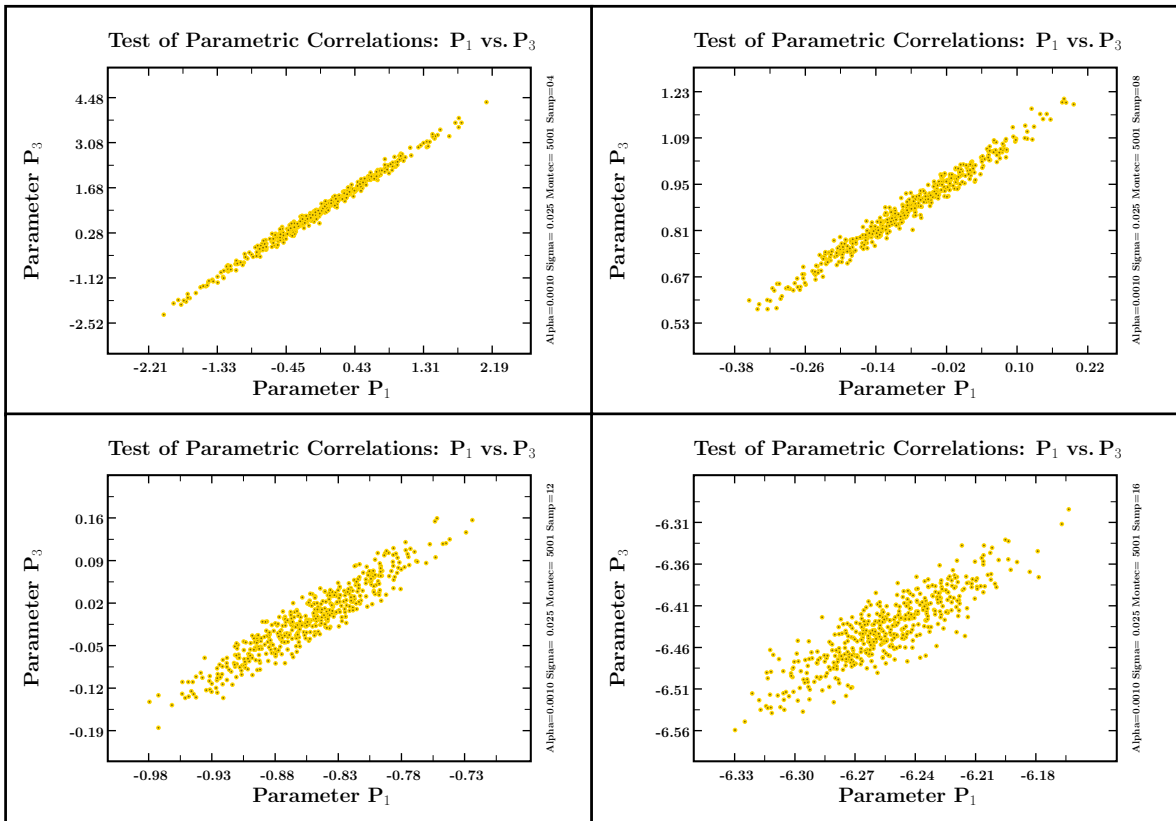 Test of Parametric Correlations: P₁ vs. P₃
Parameter P₃
4.48
3.08
1.68
0.28
-1.12
-2.52
-2.21 -1.33 -0.45 0.43 1.31 2.19
Parameter P₁
Alpha=0.0010 Sigma= 0.025 Montec= 5001 Samp=04
Test of Parametric Correlations: P₁ vs. P₃
Parameter P₃
1.23
1.09
0.95
0.81
0.67
0.53
-0.38 -0.26 -0.14 -0.02 0.10 0.22
Parameter P₁
Alpha=0.0010 Sigma= 0.025 Montec= 5001 Samp=08
Test of Parametric Correlations: P₁ vs. P₃
Parameter P₃
0.16
0.09
0.02
-0.05
-0.12
-0.19
-0.98 -0.93 -0.88 -0.83 -0.78 -0.73
Parameter P₁
Alpha=0.0010 Sigma= 0.025 Montec= 5001 Samp=12
Test of Parametric Correlations: P₁ vs. P₃
Parameter P₃
-6.31
-6.36
-6.41
-6.46
-6.51
-6.56
-6.33 -6.30 -6.27 -6.24 -6.21 -6.18
Parameter P₁
Alpha=0.0010 Sigma= 0.025 Montec= 5001 Samp=16